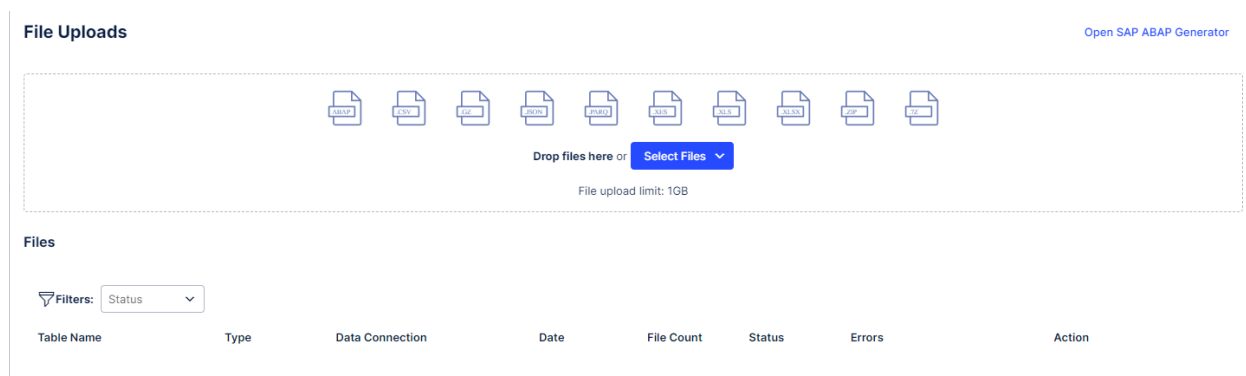 File Uploads
Open SAP ABAP Generator
ABAP .CSV .GZ .JSON .PARQ .XES .XLS .XLSX .ZIP .7Z
Drop files here or Select Files
File upload limit: 1GB
Files
Filters: Status
Table Name Type Data Connection Date File Count Status Errors Action